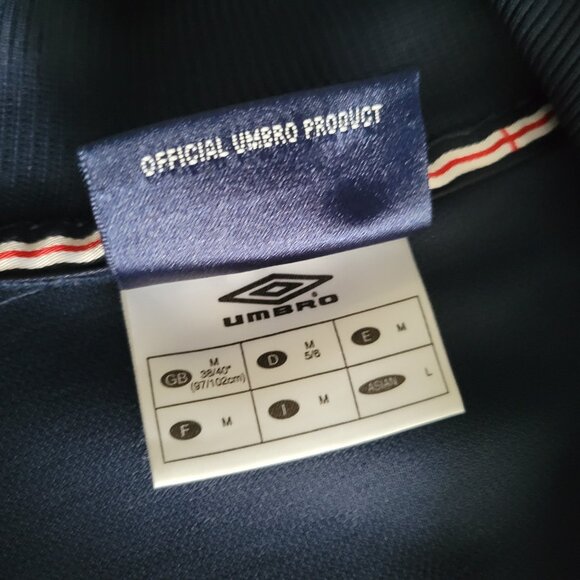 OFFICIAL UMBRO PRODUCT
UMBRO
GB M 38/40" (97/102cm)
D M 5/6
E M
F M
I M
ASIAN L